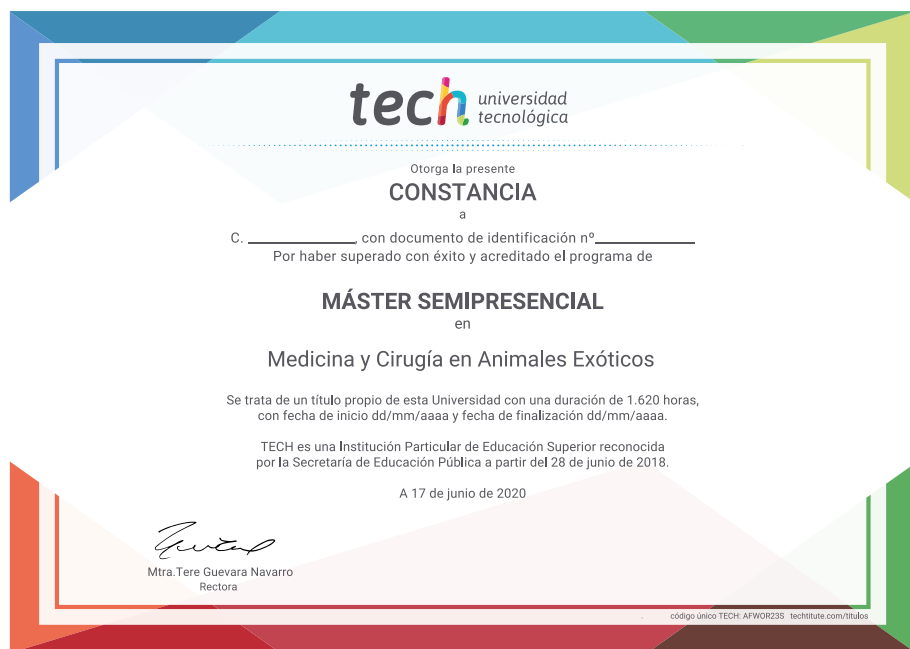 tech universidad
tecnológica
Otorga la presente
CONSTANCIA
a
C. ____________, con documento de identificación nº____________
Por haber superado con éxito y acreditado el programa de
MÁSTER SEMIPRESENCIAL
en
Medicina y Cirugía en Animales Exóticos
Se trata de un título propio de esta Universidad con una duración de 1.620 horas,
con fecha de inicio dd/mm/aaaa y fecha de finalización dd/mm/aaaa.
TECH es una Institución Particular de Educación Superior reconocida
por la Secretaría de Educación Pública a partir del 28 de junio de 2018.
A 17 de junio de 2020
Mtra.Tere Guevara Navarro
Rectora
código único TECH: AFWOR23S techtitute.com/titulos